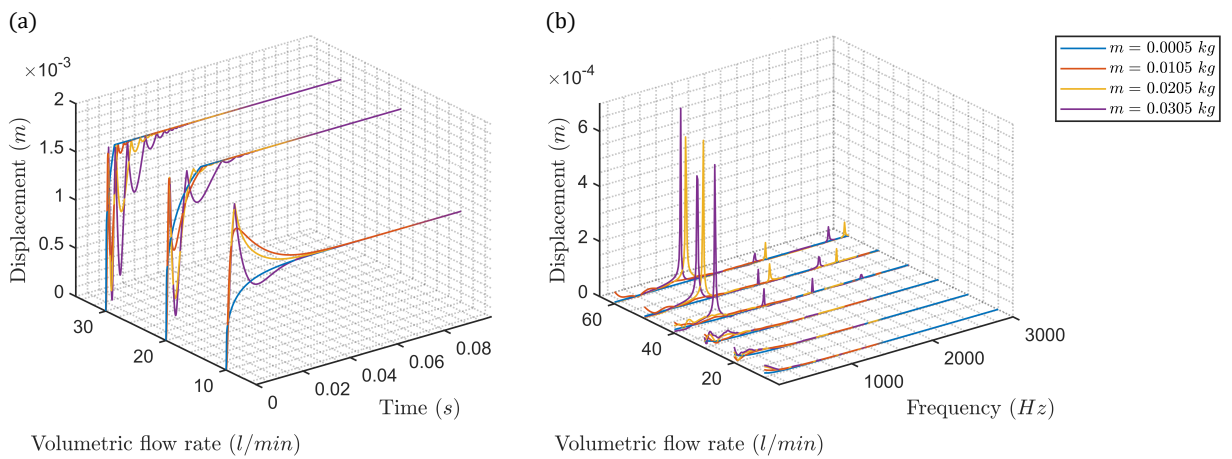 (a)
×10⁻³
2
1.5
1
0.5
0
Displacement (m)
30
20
10
0
0.02
0.04
0.06
0.08
Time (s)
Volumetric flow rate (l/min)
(b)
×10⁻⁴
6
4
2
0
Displacement (m)
60
40
20
1000
2000
3000
Frequency (Hz)
Volumetric flow rate (l/min)
m = 0.0005 kg
m = 0.0105 kg
m = 0.0205 kg
m = 0.0305 kg